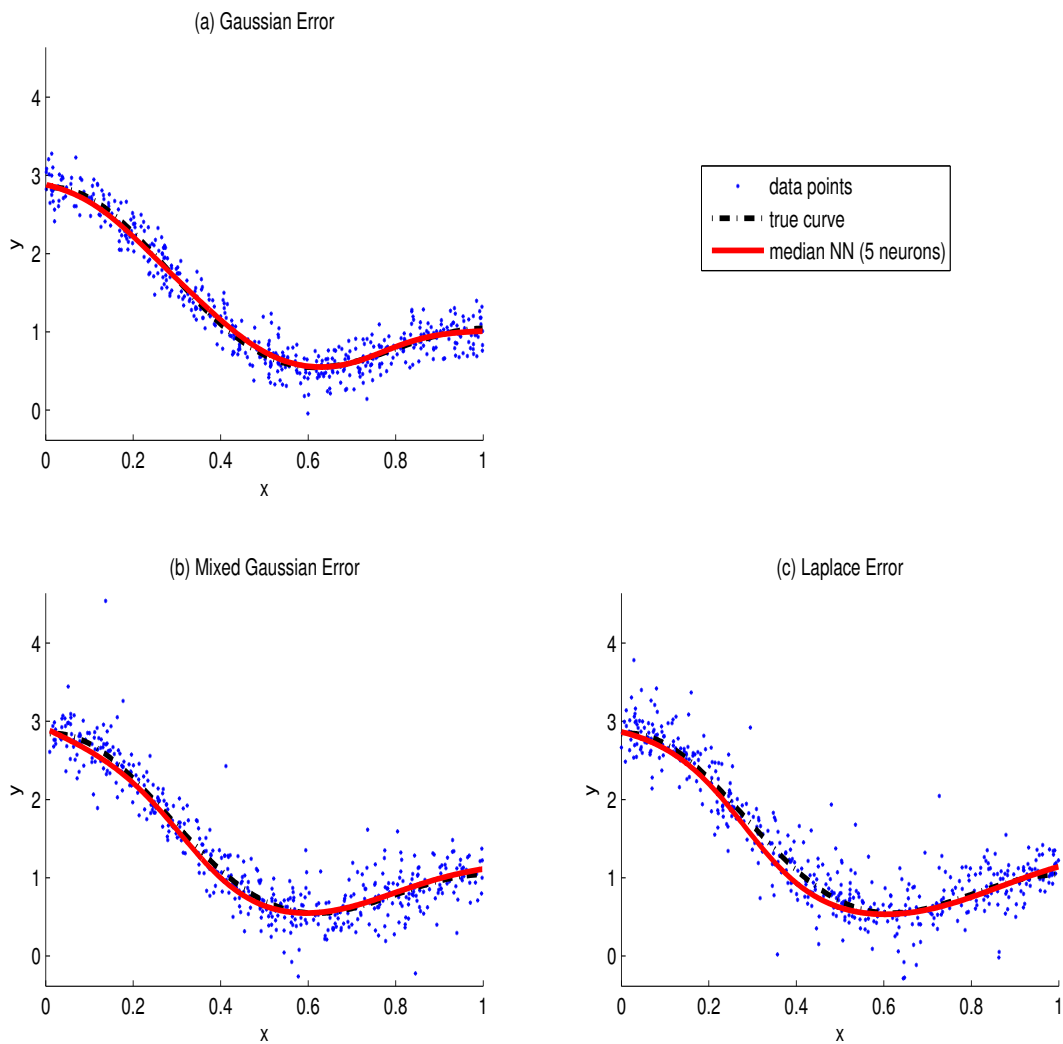 (a) Gaussian Error
4
3
2
1
0
y
0 0.2 0.4 0.6 0.8 1
x
data points
true curve
median NN (5 neurons)
(b) Mixed Gaussian Error
4
3
2
1
0
y
0 0.2 0.4 0.6 0.8 1
x
(c) Laplace Error
4
3
2
1
0
y
0 0.2 0.4 0.6 0.8 1
x